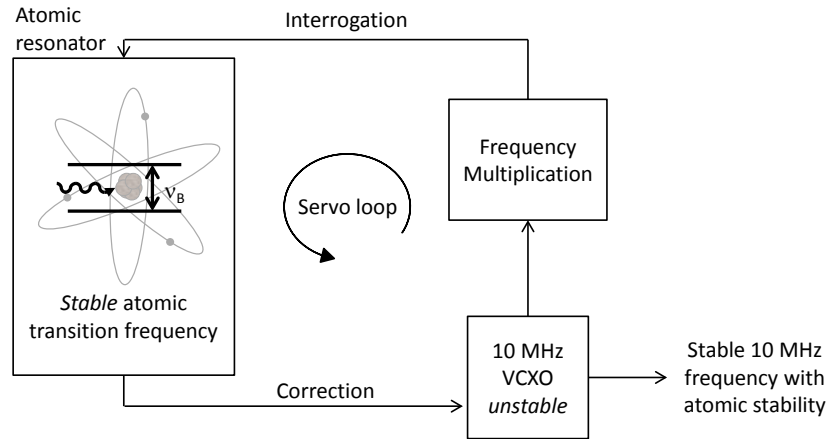 Atomic
resonator
Interrogation
ν_B
Stable atomic
transition frequency
Servo loop
Frequency
Multiplication
Correction
10 MHz
VCXO
unstable
Stable 10 MHz
frequency with
atomic stability